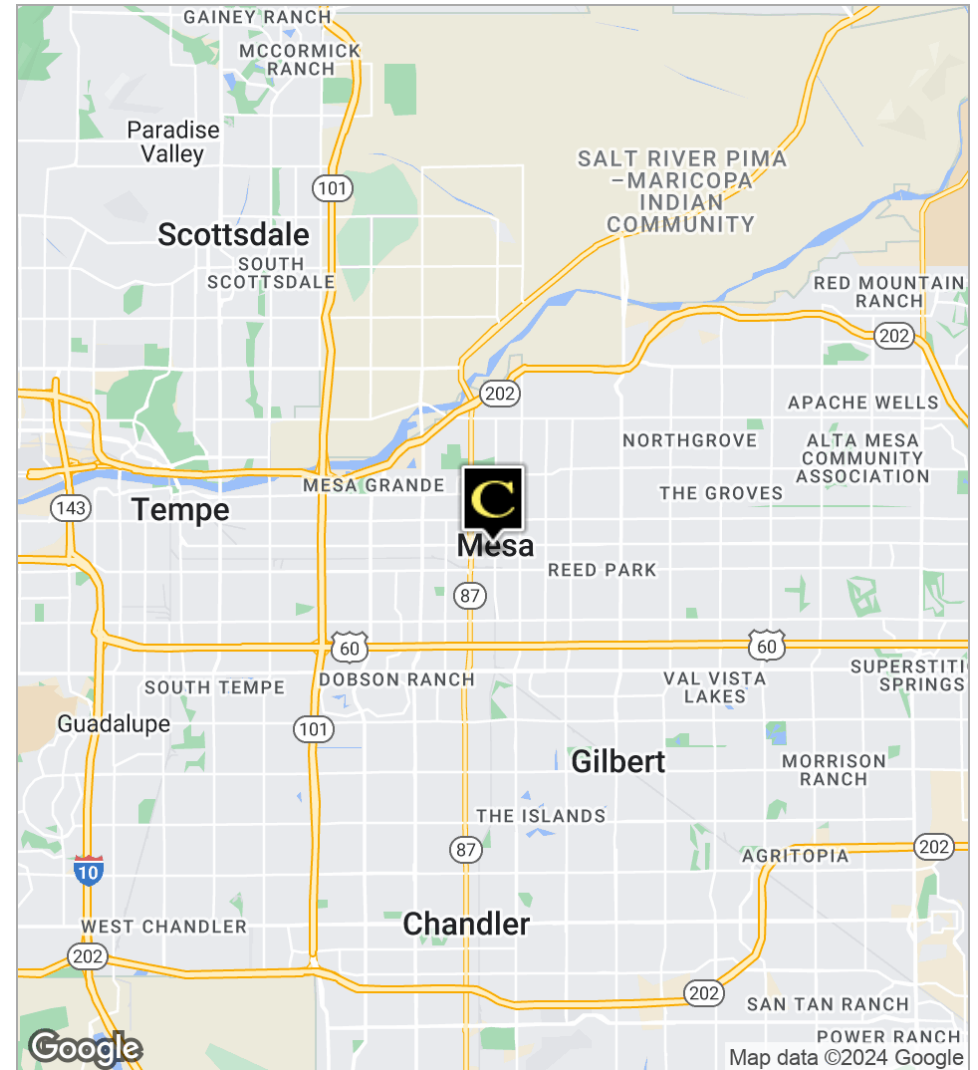 GAINEY RANCH
MCCORMICK
RANCH
Paradise
Valley
101
SALT RIVER PIMA
–MARICOPA
INDIAN
COMMUNITY
Scottsdale
SOUTH
SCOTTSDALE
RED MOUNTAIN
RANCH
202
202
APACHE WELLS
NORTHGROVE
ALTA MESA
COMMUNITY
ASSOCIATION
MESA GRANDE
THE GROVES
C
143
Tempe
Mesa
REED PARK
87
60
60
SOUTH TEMPE
DOBSON RANCH
VAL VISTA
LAKES
SUPERSTITI
SPRINGS
Guadalupe
101
Gilbert
MORRISON
RANCH
THE ISLANDS
87
AGRITOPIA
202
10
WEST CHANDLER
Chandler
202
202
SAN TAN RANCH
POWER RANCH
Google
Map data ©2024 Google